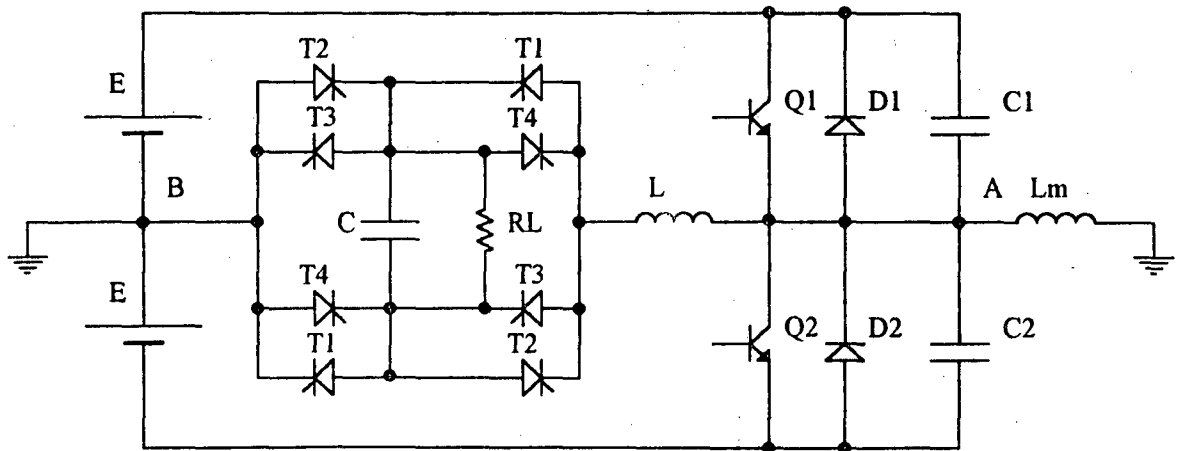 T2 T1
E T3 T4 Q1 D1 C1
B L A Lm
C RL
E T4 T3
T1 T2 Q2 D2 C2